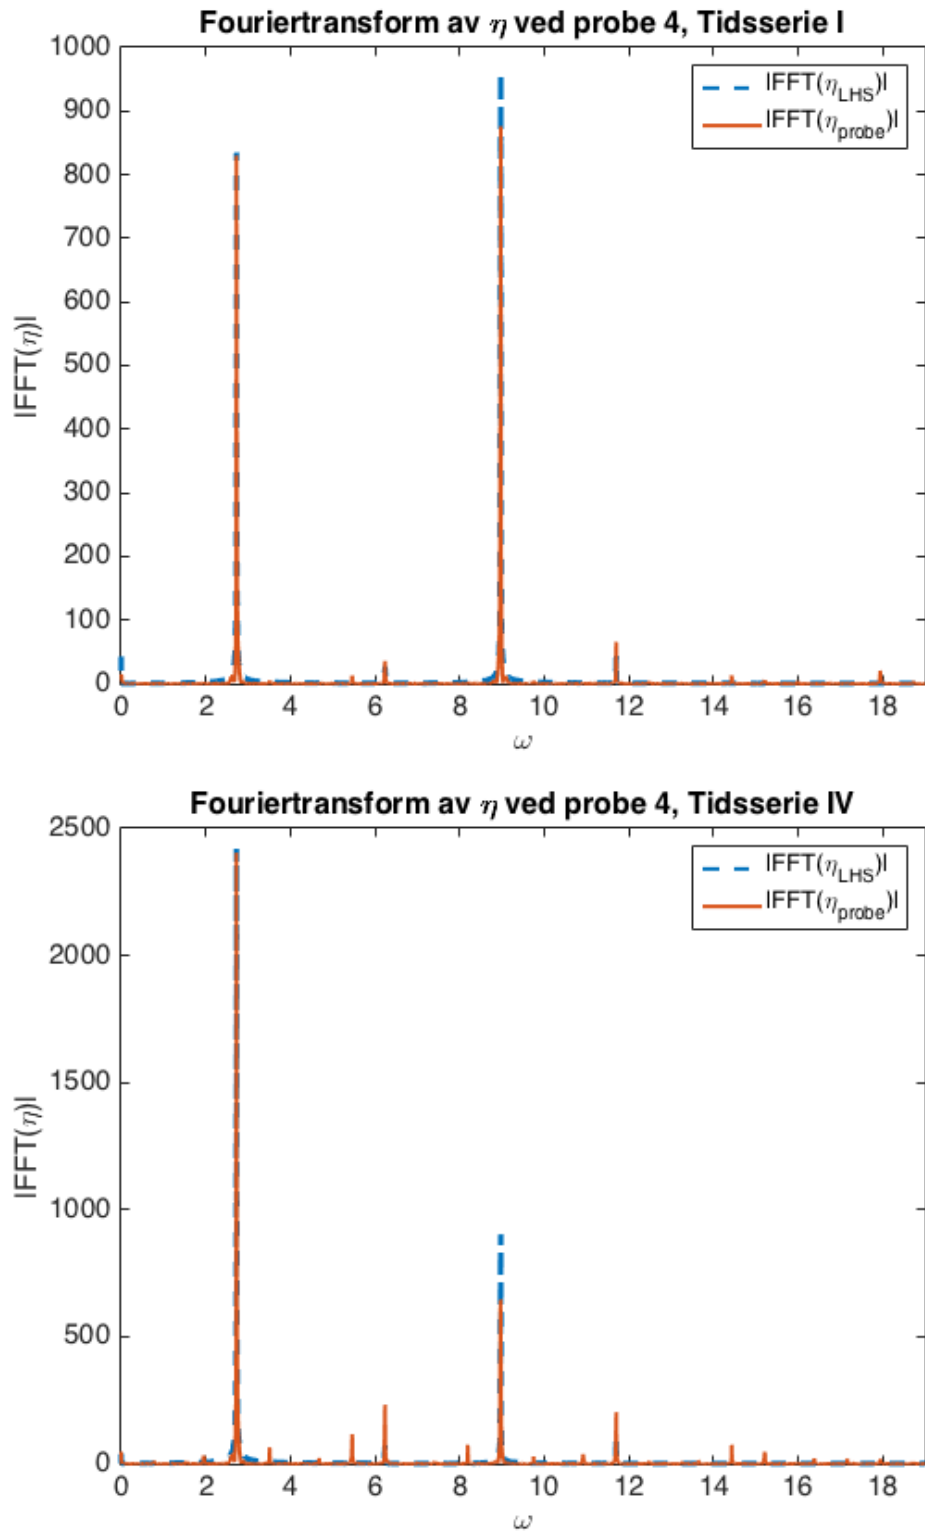 Fouriertransform av η ved probe 4, Tidsserie I
1000
900
800
700
600
500
400
300
200
100
0
|FFT(η)|
|FFT(η_LHS)|
|FFT(η_probe)|
0 2 4 6 8 10 12 14 16 18
ω
Fouriertransform av η ved probe 4, Tidsserie IV
2500
2000
1500
1000
500
0
|FFT(η)|
|FFT(η_LHS)|
|FFT(η_probe)|
0 2 4 6 8 10 12 14 16 18
ω